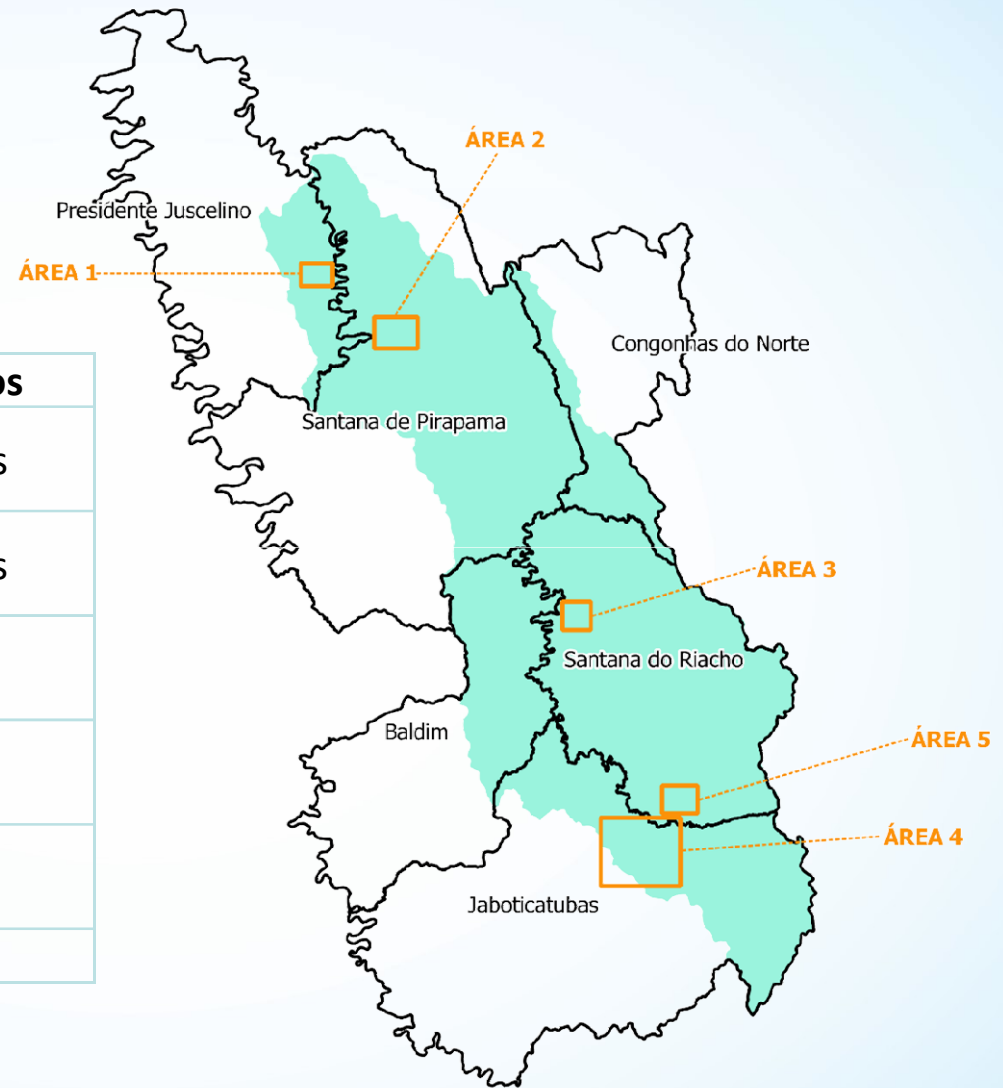 ÁREA 2
Presidente Juscelino
ÁREA 1
Congonhas do Norte
Santana de Pirapama
ÁREA 3
Santana do Riacho
Baldim
ÁREA 5
ÁREA 4
Jaboticatubas